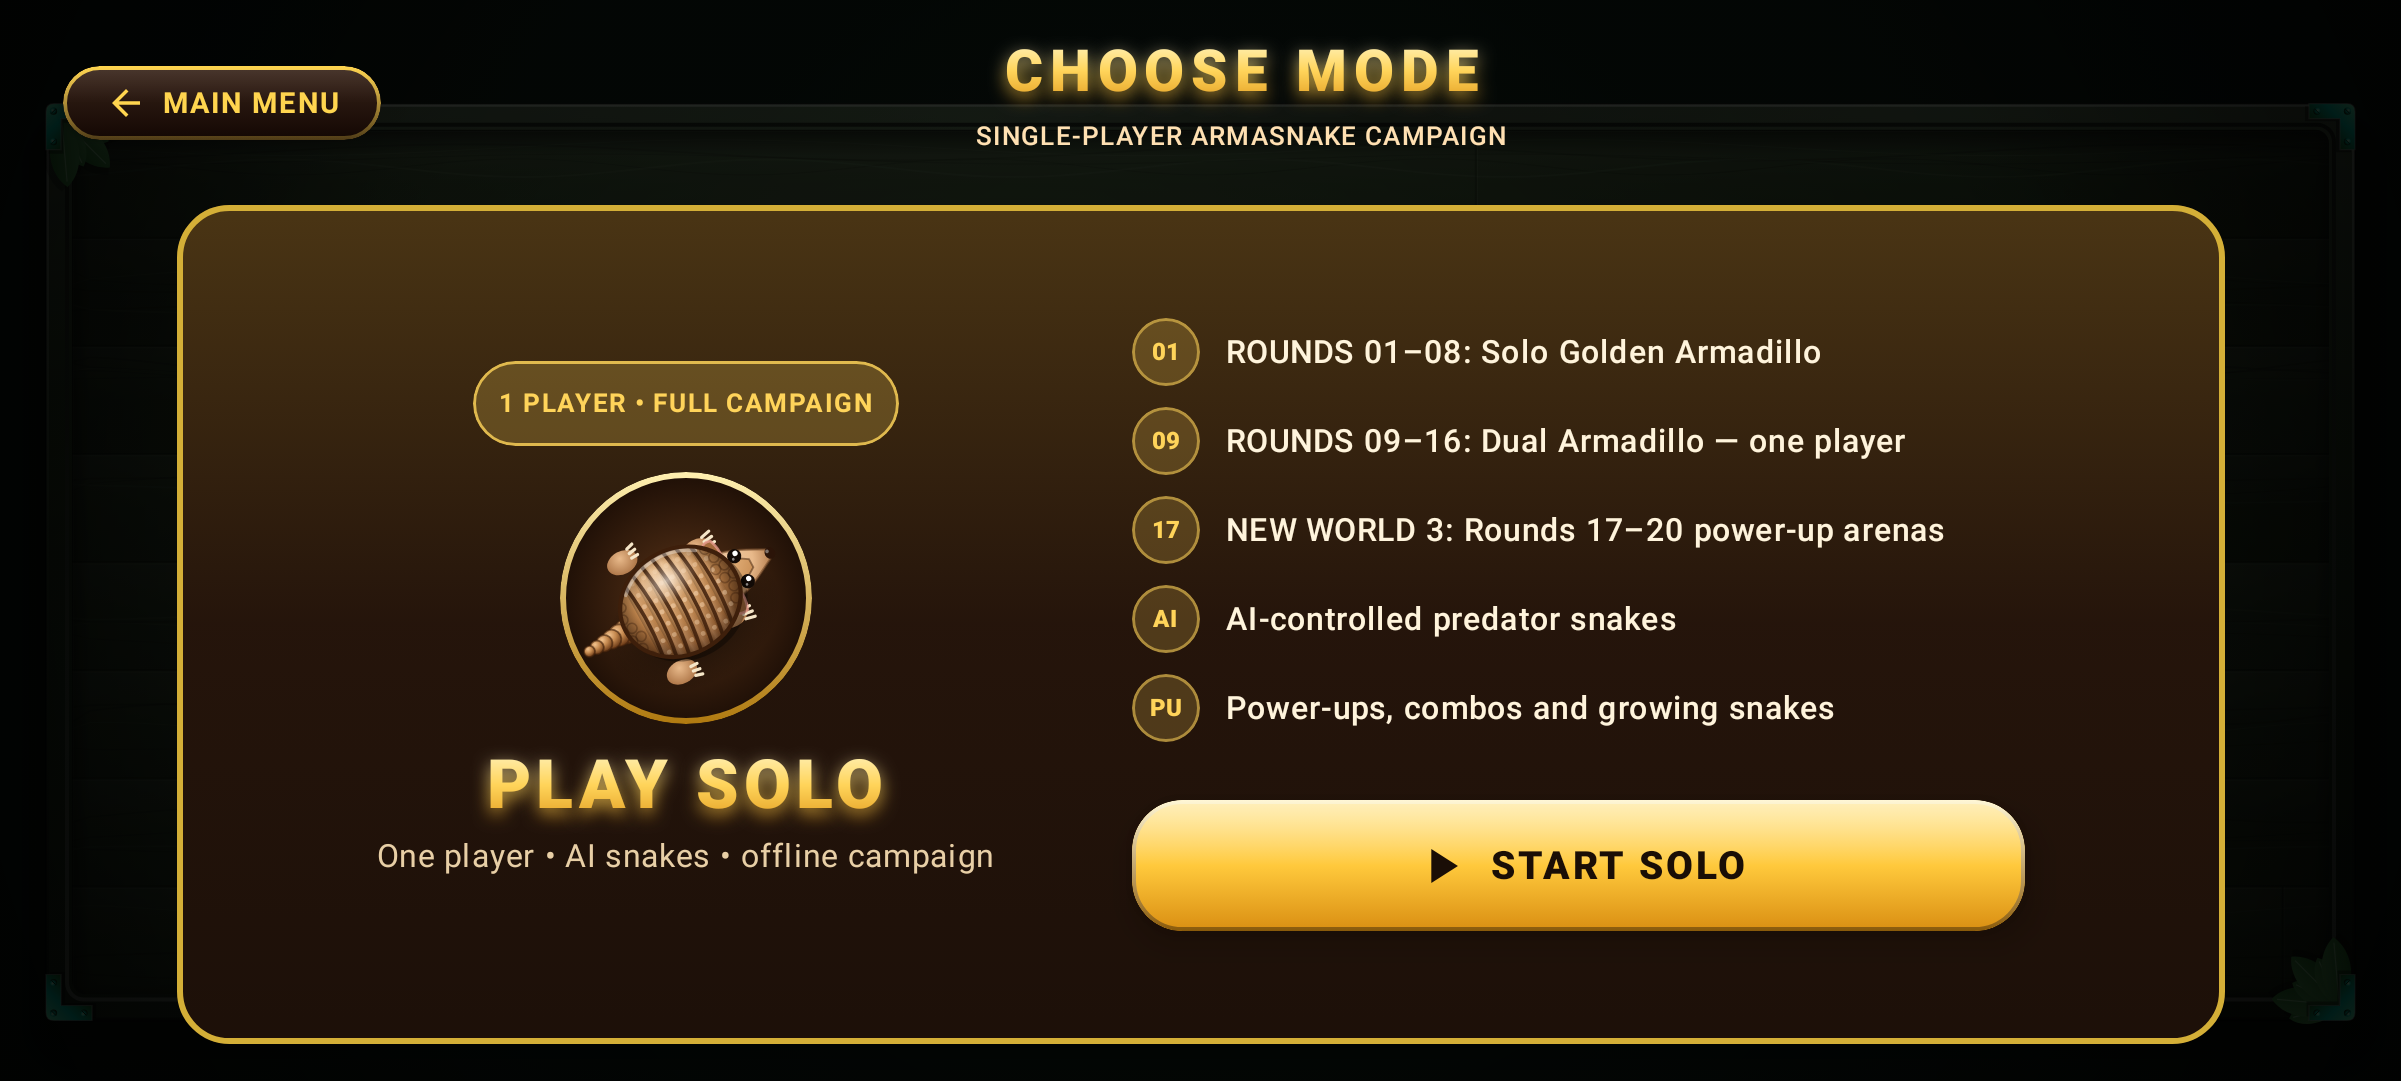 MAIN MENU
CHOOSE MODE
SINGLE-PLAYER ARMASNAKE CAMPAIGN
1 PLAYER • FULL CAMPAIGN
PLAY SOLO
One player • AI snakes • offline campaign
01 ROUNDS 01–08: Solo Golden Armadillo
09 ROUNDS 09–16: Dual Armadillo — one player
17 NEW WORLD 3: Rounds 17–20 power-up arenas
AI AI-controlled predator snakes
PU Power-ups, combos and growing snakes
START SOLO